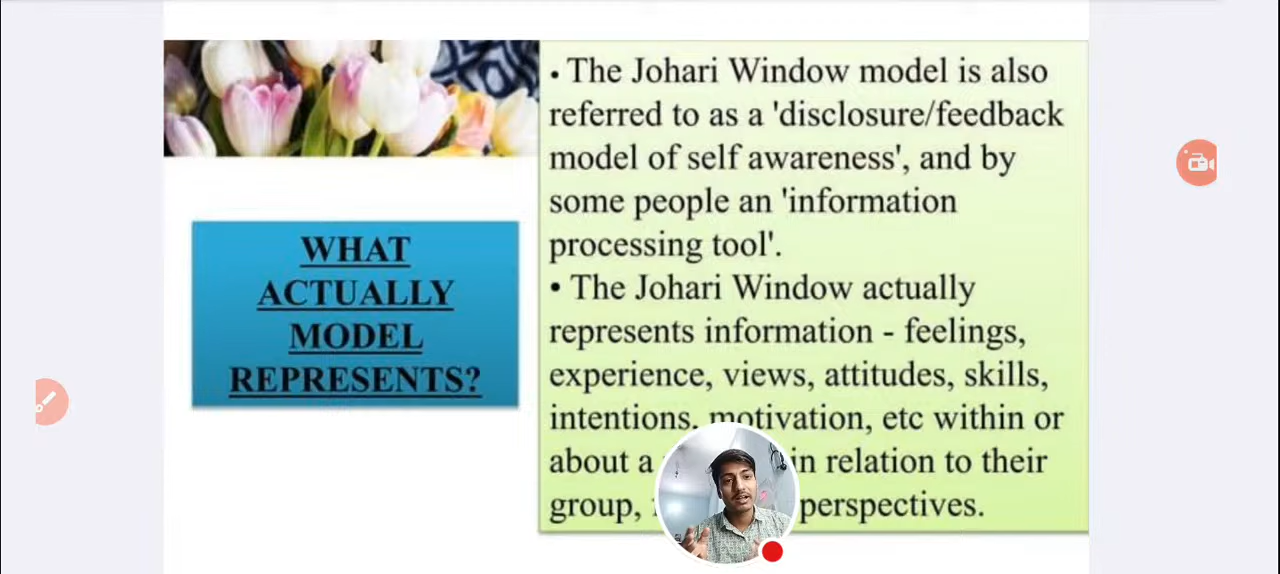 WHAT
ACTUALLY
MODEL
REPRESENTS?
• The Johari Window model is also
referred to as a 'disclosure/feedback
model of self awareness', and by
some people an 'information
processing tool'.
• The Johari Window actually
represents information - feelings,
experience, views, attitudes, skills,
intentions, motivation, etc within or
about a in relation to their
group, perspectives.